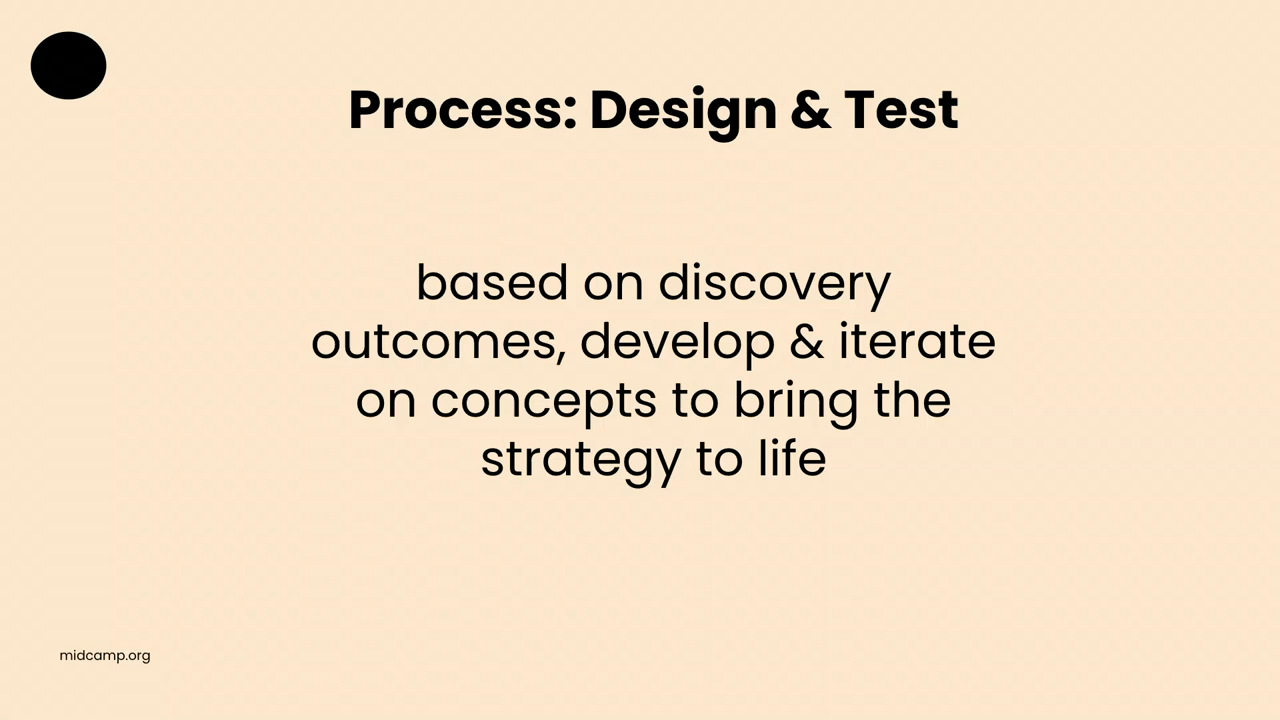 Process: Design & Test
based on discovery
outcomes, develop & iterate
on concepts to bring the
strategy to life
midcamp.org